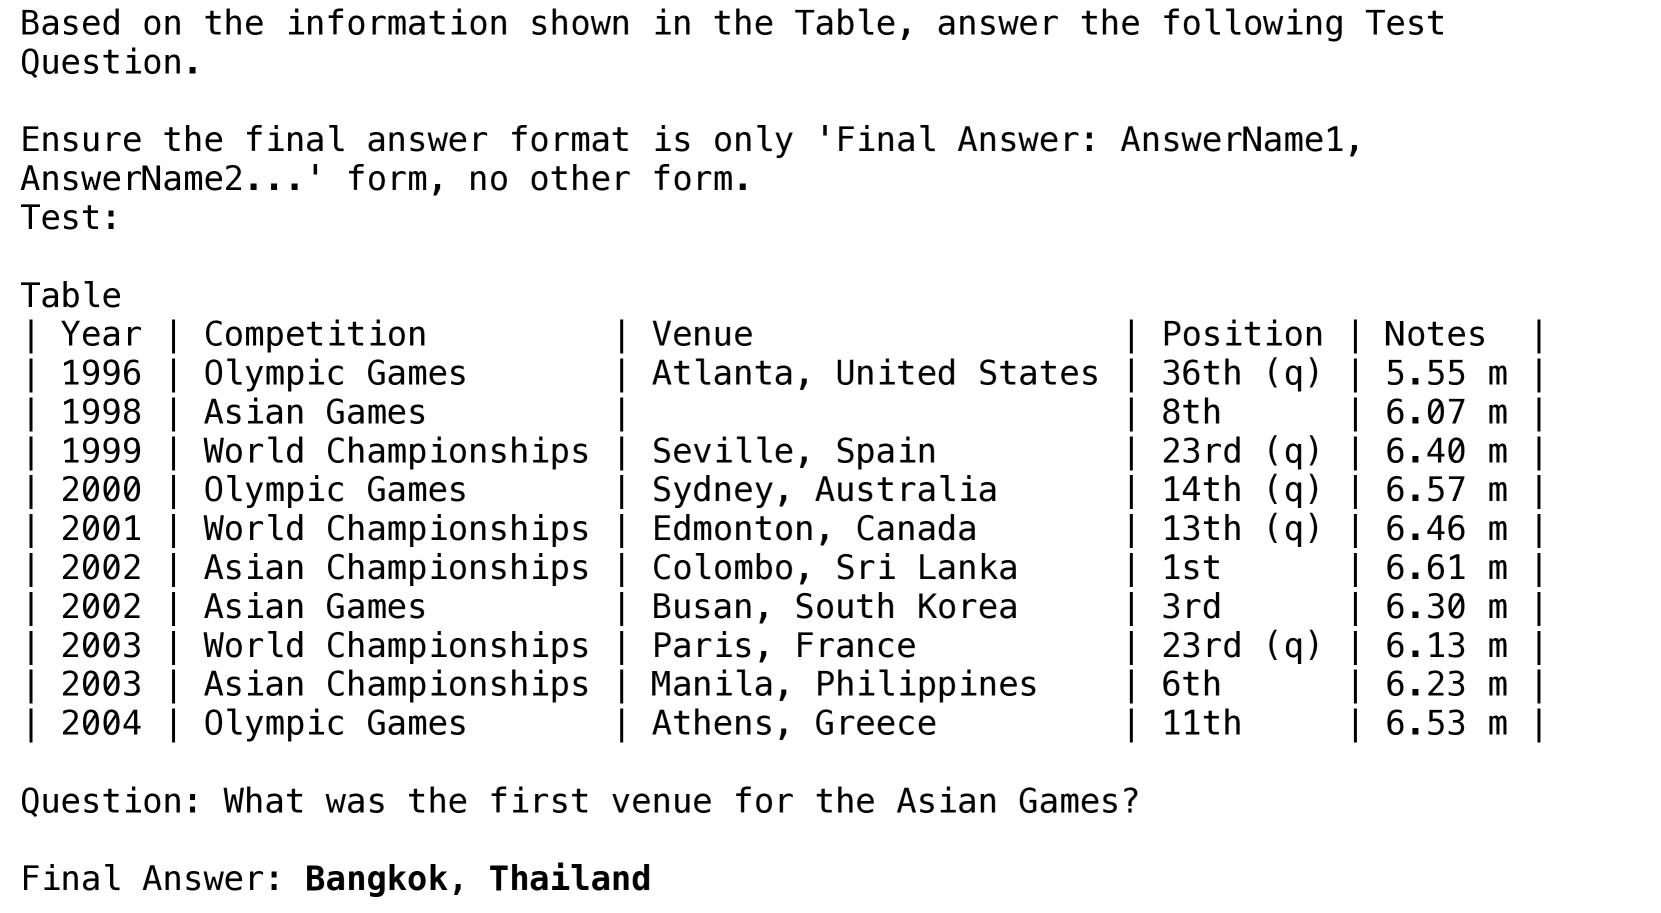 Based on the information shown in the Table, answer the following Test
Question.

Ensure the final answer format is only 'Final Answer: AnswerName1,
AnswerName2...' form, no other form.
Test:

Table
| Year | Competition         | Venue                  | Position | Notes  |
| 1996 | Olympic Games       | Atlanta, United States | 36th (q) | 5.55 m |
| 1998 | Asian Games         |                        | 8th      | 6.07 m |
| 1999 | World Championships | Seville, Spain         | 23rd (q) | 6.40 m |
| 2000 | Olympic Games       | Sydney, Australia      | 14th (q) | 6.57 m |
| 2001 | World Championships | Edmonton, Canada       | 13th (q) | 6.46 m |
| 2002 | Asian Championships | Colombo, Sri Lanka     | 1st      | 6.61 m |
| 2002 | Asian Games         | Busan, South Korea     | 3rd      | 6.30 m |
| 2003 | World Championships | Paris, France          | 23rd (q) | 6.13 m |
| 2003 | Asian Championships | Manila, Philippines    | 6th      | 6.23 m |
| 2004 | Olympic Games       | Athens, Greece         | 11th     | 6.53 m |

Question: What was the first venue for the Asian Games?

Final Answer: Bangkok, Thailand